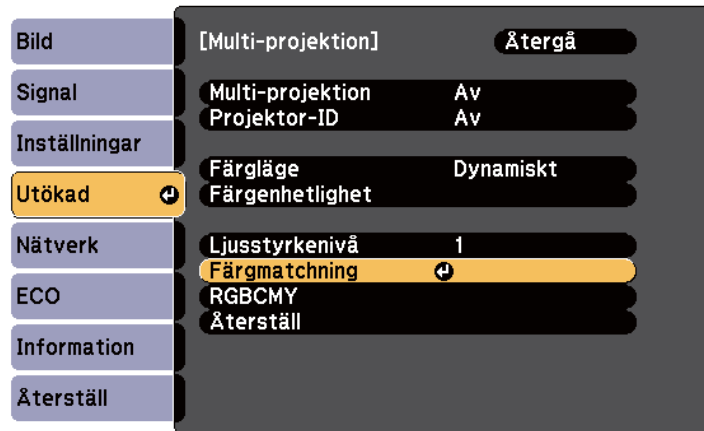 Bild
Signal
Inställningar
Utökad
Nätverk
ECO
Information
Återställ
[Multi-projektion] Återgå
Multi-projektion Av
Projektor-ID Av
Färgläge Dynamiskt
Färgenhetlighet
Ljusstyrkenivå 1
Färgmatchning
RGBCMY
Återställ